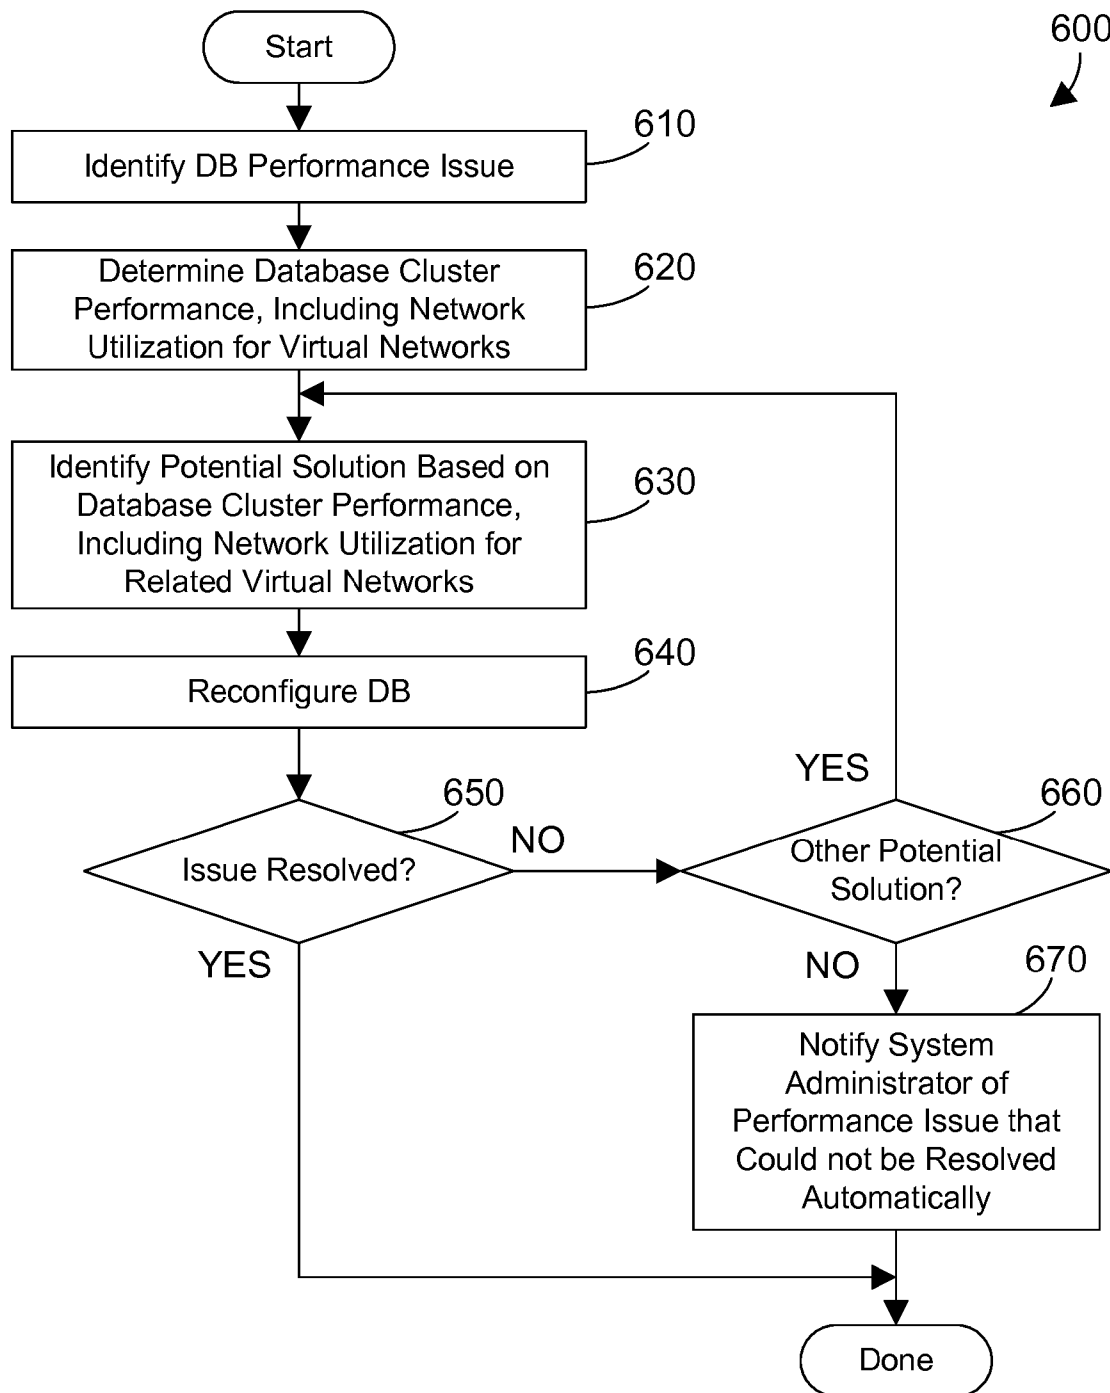 Start
600
610
Identify DB Performance Issue
620
Determine Database Cluster
Performance, Including Network
Utilization for Virtual Networks
630
Identify Potential Solution Based on
Database Cluster Performance,
Including Network Utilization for
Related Virtual Networks
640
Reconfigure DB
650
Issue Resolved?
NO
YES
660
Other Potential
Solution?
YES
NO
670
Notify System
Administrator of
Performance Issue that
Could not be Resolved
Automatically
Done